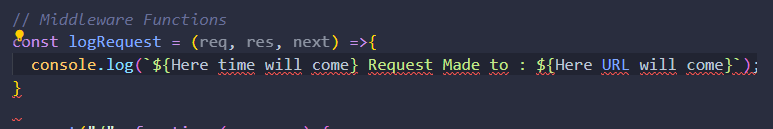 // Middleware Functions
const logRequest = (req, res, next) =>{
console.log(`${Here time will come} Request Made to : ${Here URL will come}`);
}